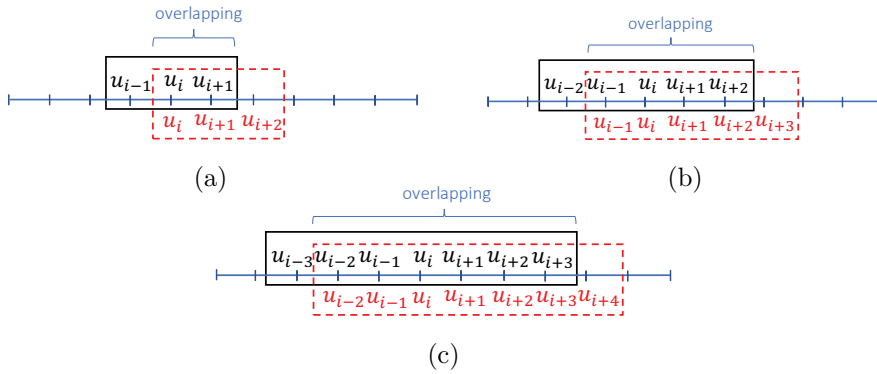 overlapping
u_{i−1} u_i u_{i+1}
u_i u_{i+1} u_{i+2}
(a)
overlapping
u_{i−2} u_{i−1} u_i u_{i+1} u_{i+2}
u_{i−1} u_i u_{i+1} u_{i+2} u_{i+3}
(b)
overlapping
u_{i−3} u_{i−2} u_{i−1} u_i u_{i+1} u_{i+2} u_{i+3}
u_{i−2} u_{i−1} u_i u_{i+1} u_{i+2} u_{i+3} u_{i+4}
(c)